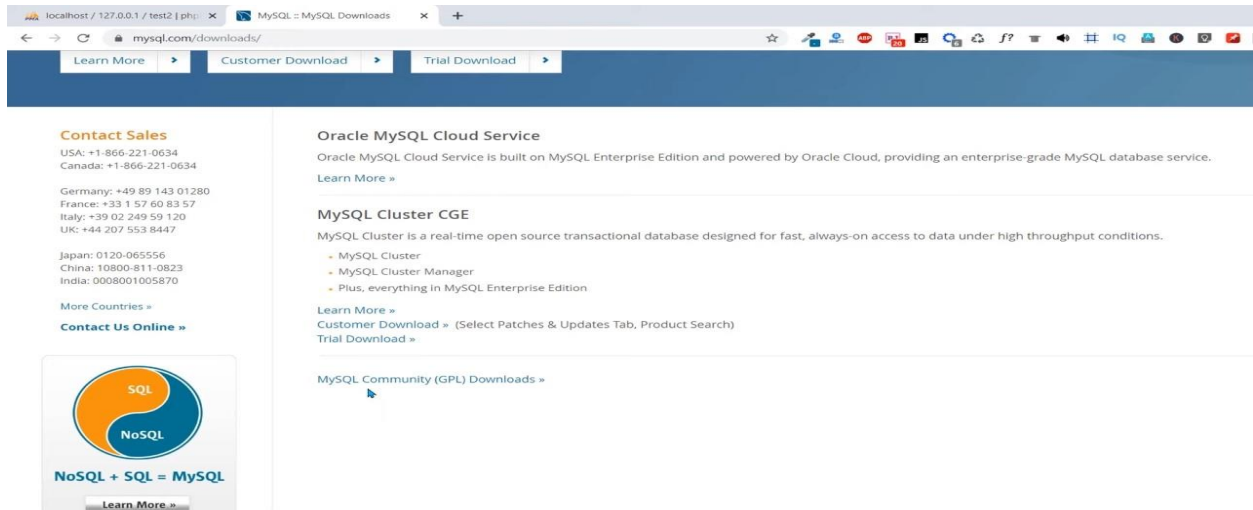 localhost / 127.0.0.1 / test2 | php
MySQL :: MySQL Downloads
mysql.com/downloads/
Learn More
Customer Download
Trial Download
Contact Sales
USA: +1-866-221-0634
Canada: +1-866-221-0634
Germany: +49 89 143 01280
France: +33 1 57 60 83 57
Italy: +39 02 249 59 120
UK: +44 207 553 8447
Japan: 0120-065556
China: 10800-811-0823
India: 0008001005870
More Countries »
Contact Us Online »
SQL
NoSQL
NoSQL + SQL = MySQL
Learn More »
Oracle MySQL Cloud Service
Oracle MySQL Cloud Service is built on MySQL Enterprise Edition and powered by Oracle Cloud, providing an enterprise-grade MySQL database service.
Learn More »
MySQL Cluster CGE
MySQL Cluster is a real-time open source transactional database designed for fast, always-on access to data under high throughput conditions.
MySQL Cluster
MySQL Cluster Manager
Plus, everything in MySQL Enterprise Edition
Learn More »
Customer Download » (Select Patches & Updates Tab, Product Search)
Trial Download »
MySQL Community (GPL) Downloads »